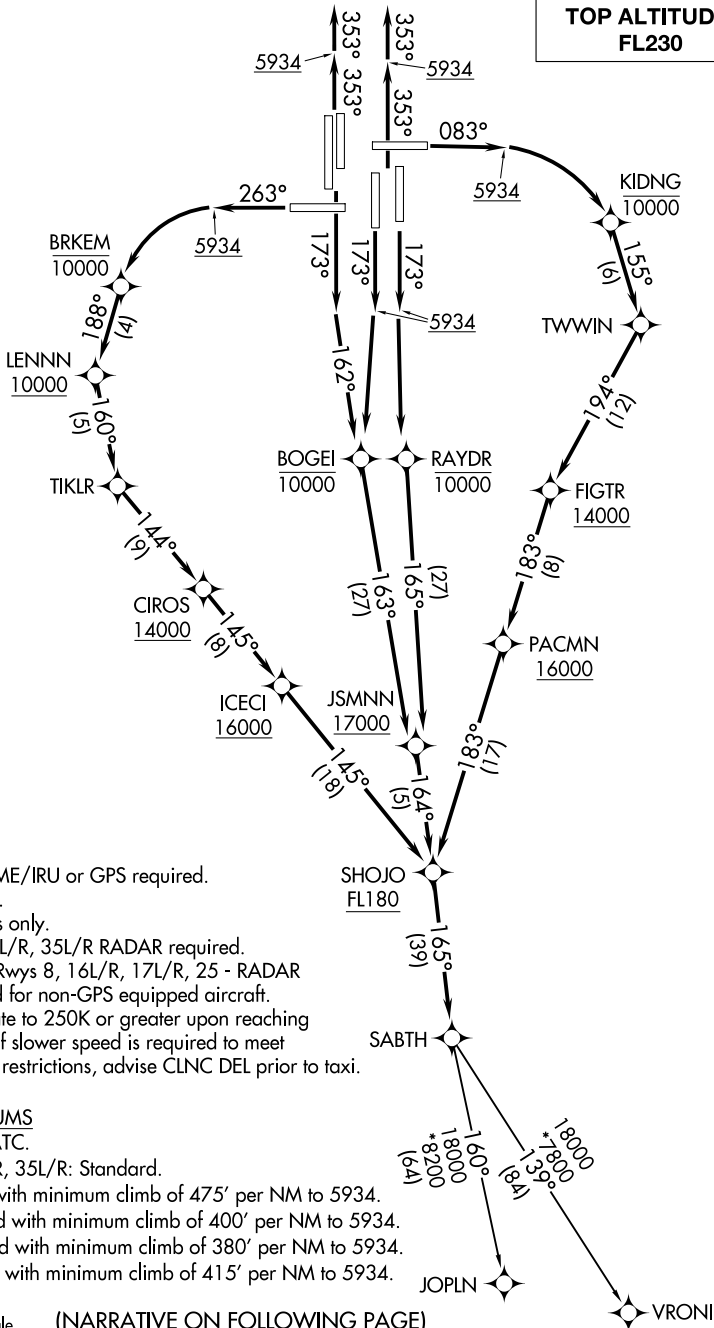 TOP ALTITUD
FL230
353°
353°
5934
353°
353°
5934
083°
5934
KIDNG
10000
263°
5934
BRKEM
10000
173°
173°
173°
5934
155°
(6)
188°
(4)
TWWIN
LENNN
10000
162°
160°
(5)
194°
(12)
BOGEI
10000
RAYDR
10000
TIKLR
FIGTR
14000
144°
(9)
163°
(27)
165°
(27)
183°
(8)
CIROS
14000
145°
(8)
PACMN
16000
ICECI
16000
JSMNN
17000
183°
(17)
145°
(18)
164°
(5)
SHOJO
FL180
ME/IRU or GPS required.
.
s only.
L/R, 35L/R RADAR required.
Rwys 8, 16L/R, 17L/R, 25 - RADAR
d for non-GPS equipped aircraft.
ate to 250K or greater upon reaching
f slower speed is required to meet
restrictions, advise CLNC DEL prior to taxi.
165°
(39)
SABTH
UMS
ATC.
R, 35L/R: Standard.
with minimum climb of 475' per NM to 5934.
d with minimum climb of 400' per NM to 5934.
d with minimum climb of 380' per NM to 5934.
with minimum climb of 415' per NM to 5934.
160°
18000
*8200
(64)
18000
*7800
139°
(84)
JOPLN
VRONI
(NARRATIVE ON FOLLOWING PAGE)